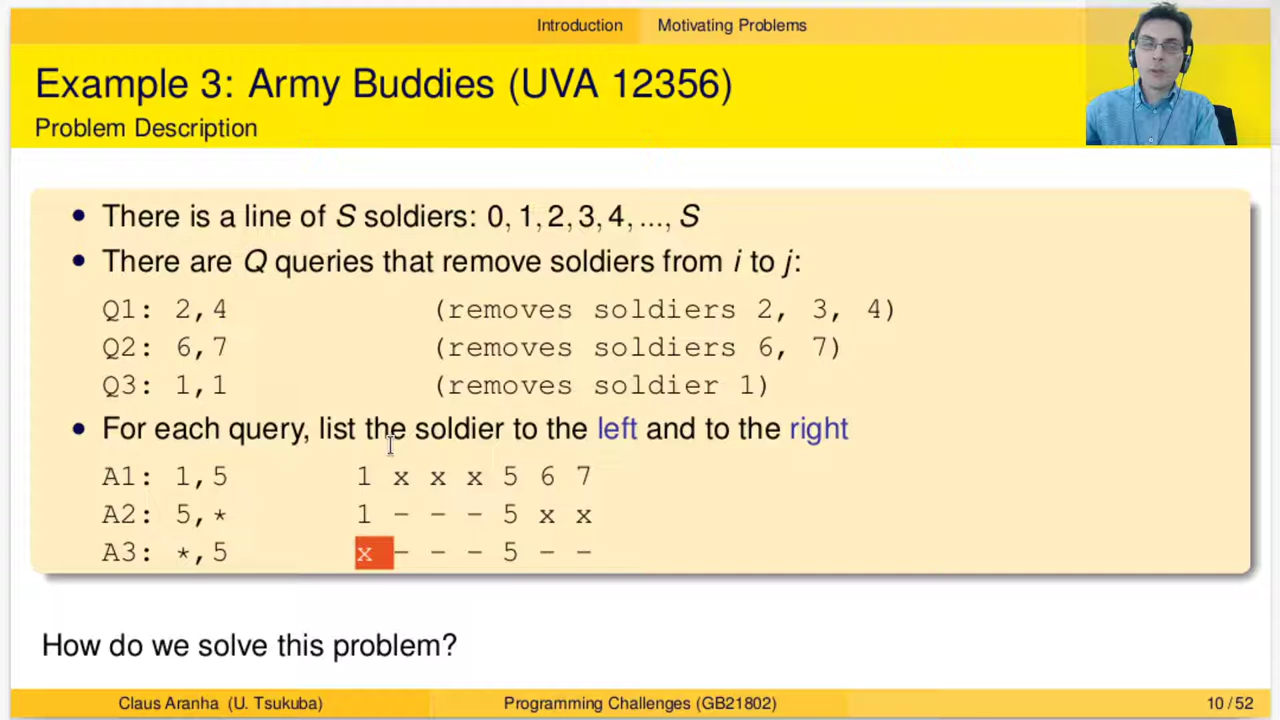 Introduction Motivating Problems
Example 3: Army Buddies (UVA 12356)
Problem Description
• There is a line of S soldiers: 0, 1, 2, 3, 4, ..., S
• There are Q queries that remove soldiers from i to j:
Q1: 2,4 (removes soldiers 2, 3, 4)
Q2: 6,7 (removes soldiers 6, 7)
Q3: 1,1 (removes soldier 1)
• For each query, list the soldier to the left and to the right
A1: 1,5 1 x x x 5 6 7
A2: 5,* 1 - - - 5 x x
A3: *,5 x - - - 5 - -
How do we solve this problem?
Claus Aranha (U. Tsukuba) Programming Challenges (GB21802) 10 / 52